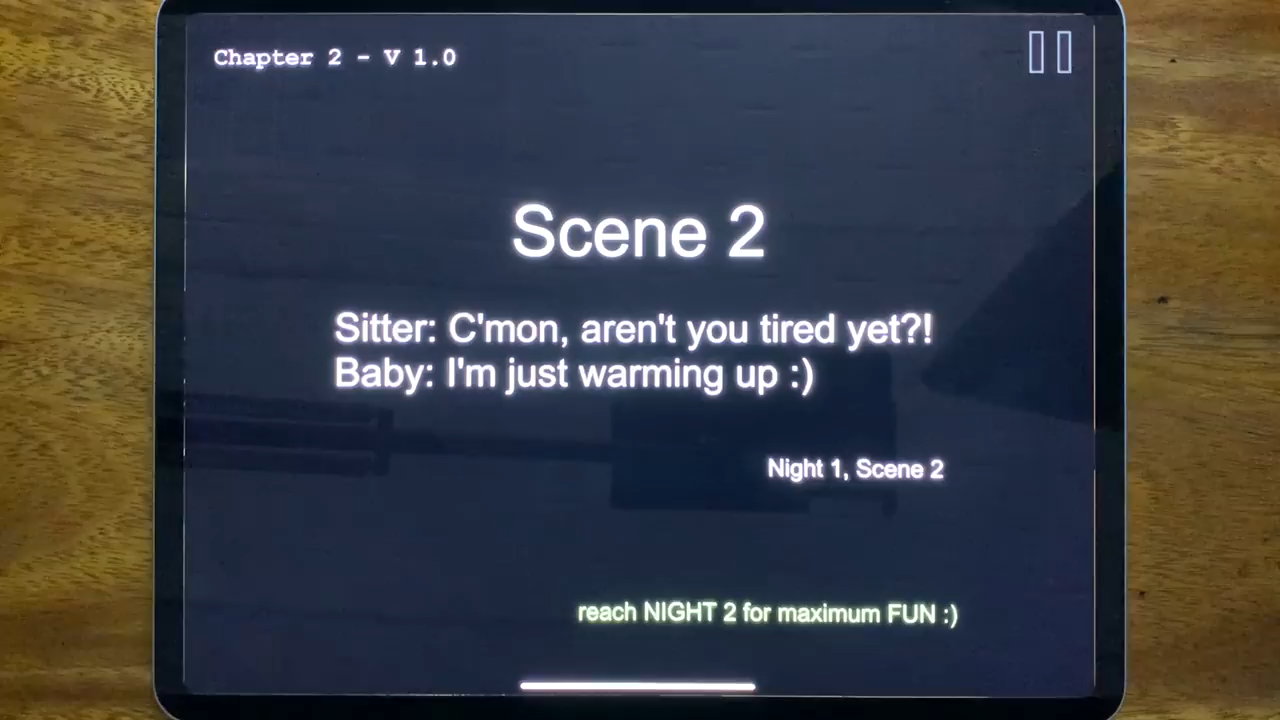 Chapter 2 - V 1.0
Scene 2
Sitter: C'mon, aren't you tired yet?!
Baby: I'm just warming up :)
Night 1, Scene 2
reach NIGHT 2 for maximum FUN :)